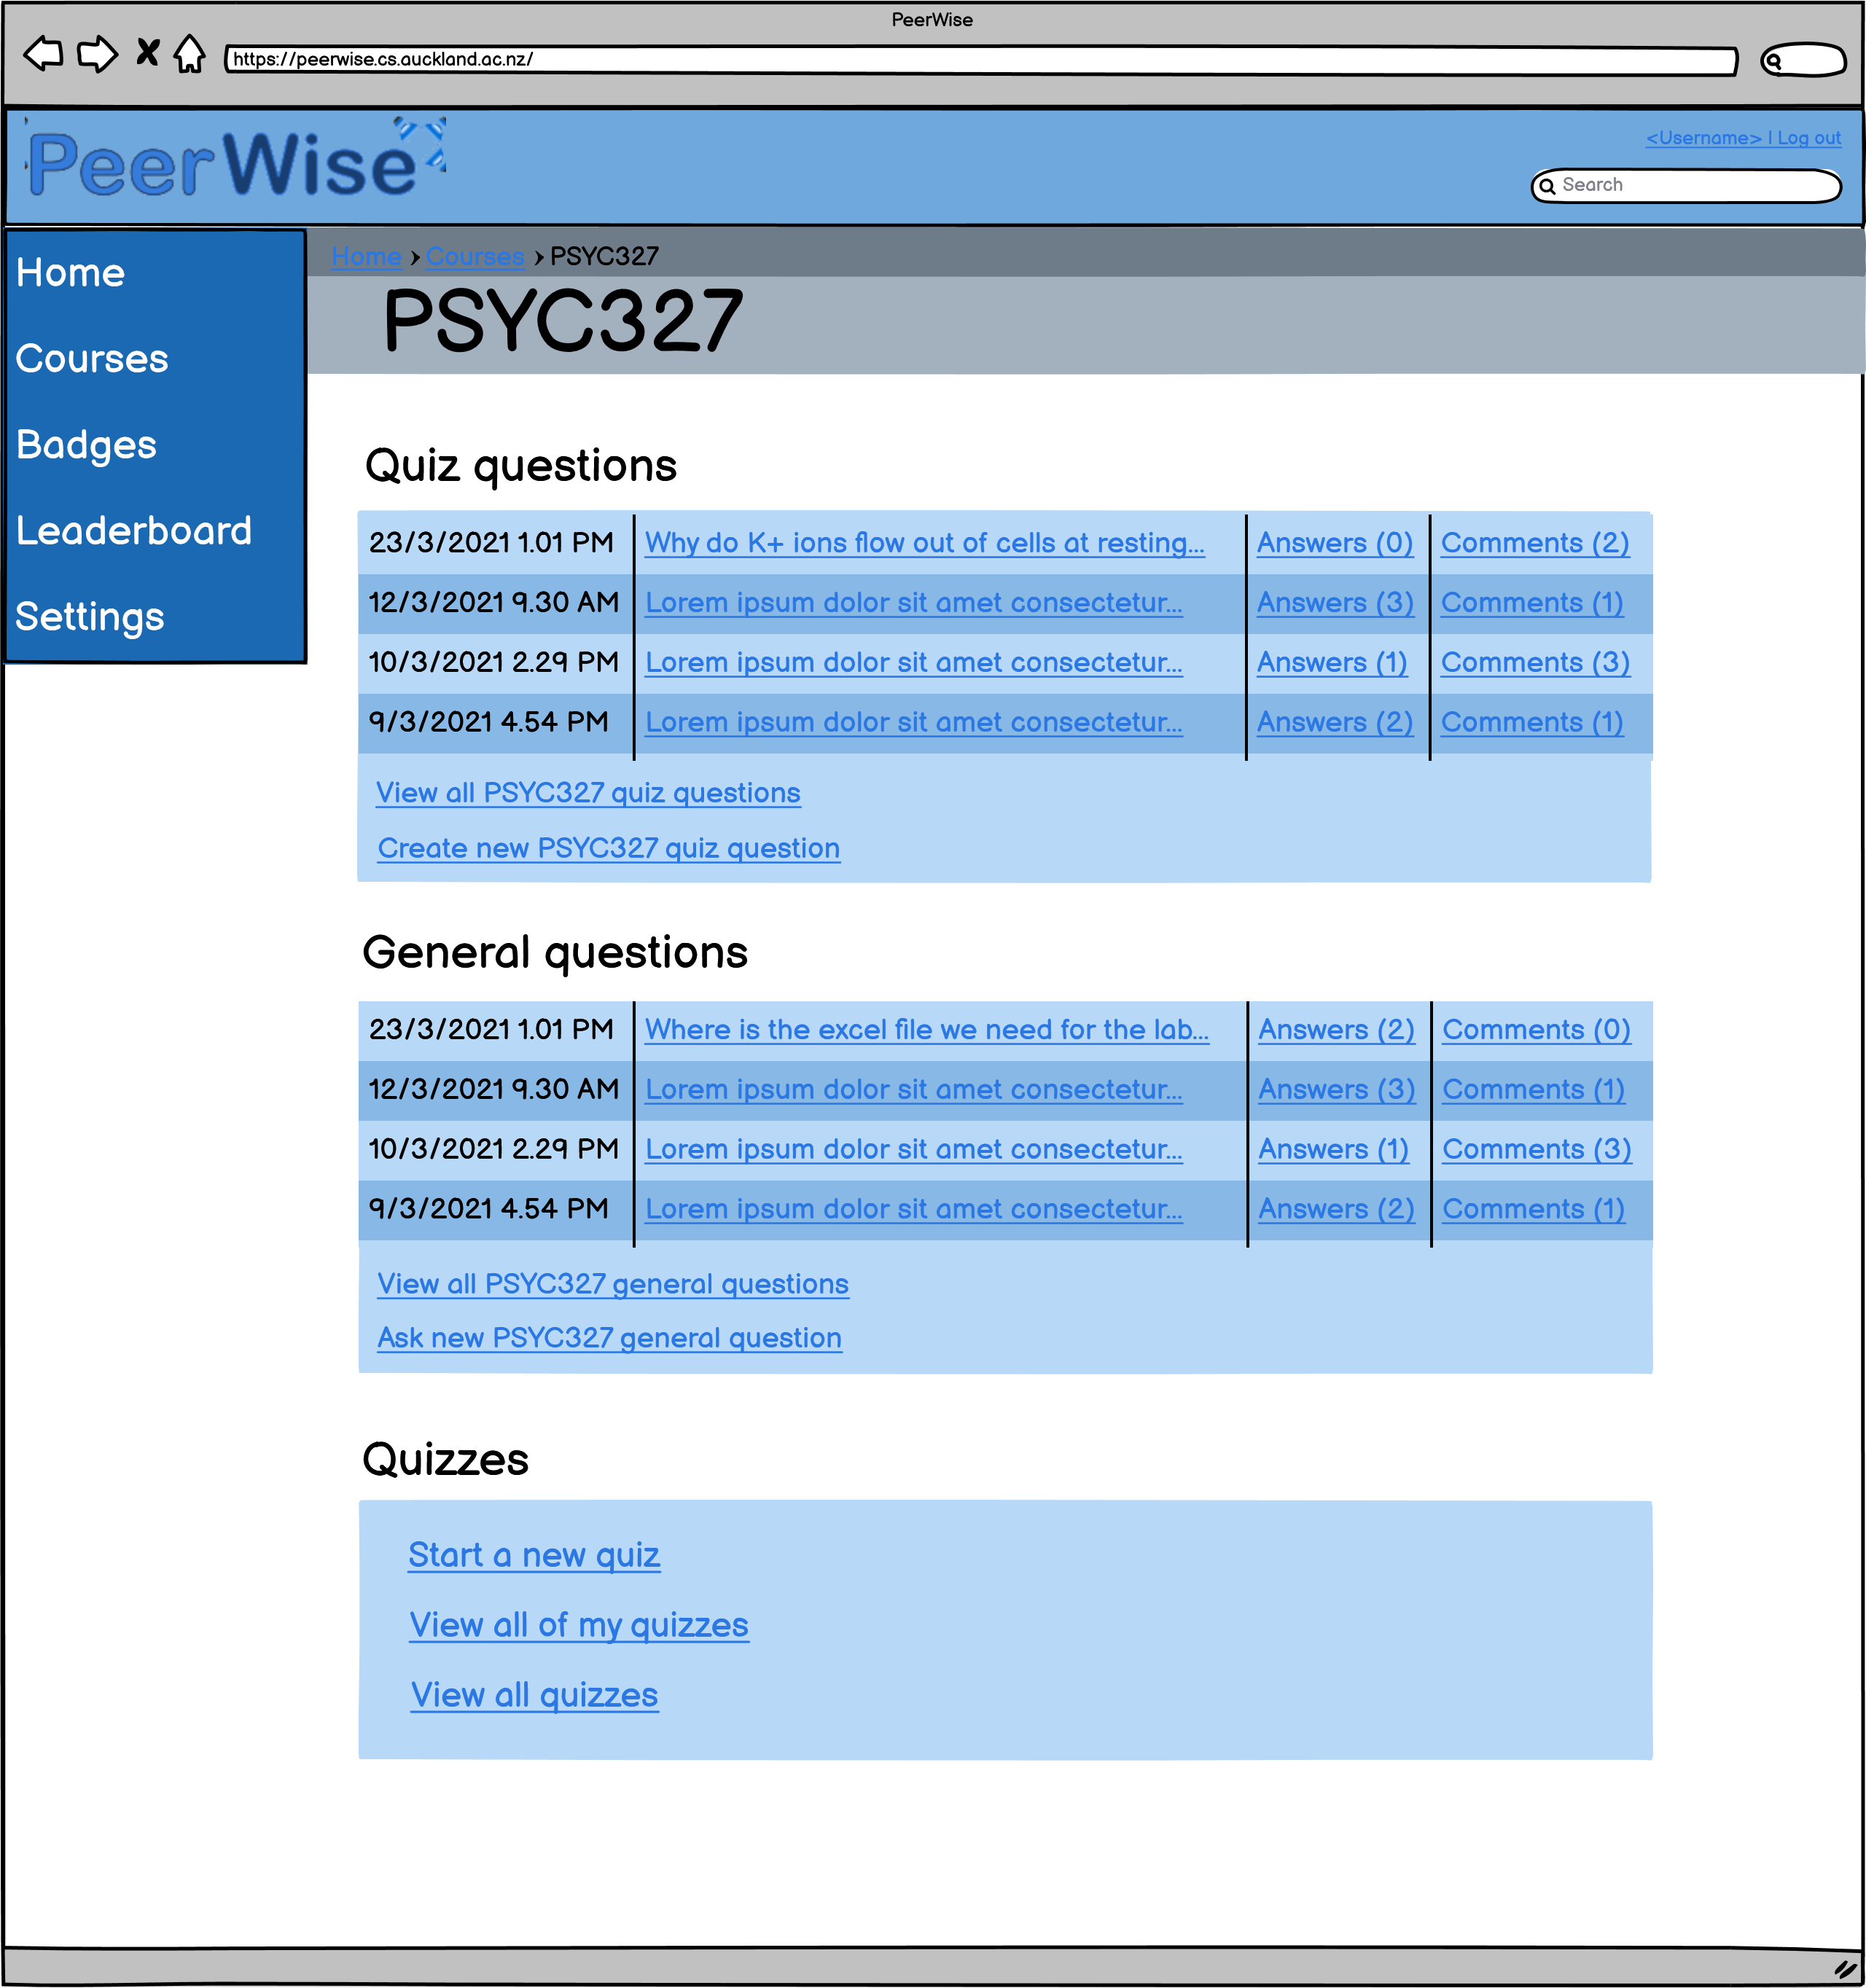 PeerWise
https://peerwise.cs.auckland.ac.nz/
PeerWise
<Username> | Log out
Search
Home
Courses
Badges
Leaderboard
Settings
Home > Courses > PSYC327
PSYC327
Quiz questions
23/3/2021 1.01 PM Why do K+ ions flow out of cells at resting... Answers (0) Comments (2)
12/3/2021 9.30 AM Lorem ipsum dolor sit amet consectetur... Answers (3) Comments (1)
10/3/2021 2.29 PM Lorem ipsum dolor sit amet consectetur... Answers (1) Comments (3)
9/3/2021 4.54 PM Lorem ipsum dolor sit amet consectetur... Answers (2) Comments (1)
View all PSYC327 quiz questions
Create new PSYC327 quiz question
General questions
23/3/2021 1.01 PM Where is the excel file we need for the lab... Answers (2) Comments (0)
12/3/2021 9.30 AM Lorem ipsum dolor sit amet consectetur... Answers (3) Comments (1)
10/3/2021 2.29 PM Lorem ipsum dolor sit amet consectetur... Answers (1) Comments (3)
9/3/2021 4.54 PM Lorem ipsum dolor sit amet consectetur... Answers (2) Comments (1)
View all PSYC327 general questions
Ask new PSYC327 general question
Quizzes
Start a new quiz
View all of my quizzes
View all quizzes